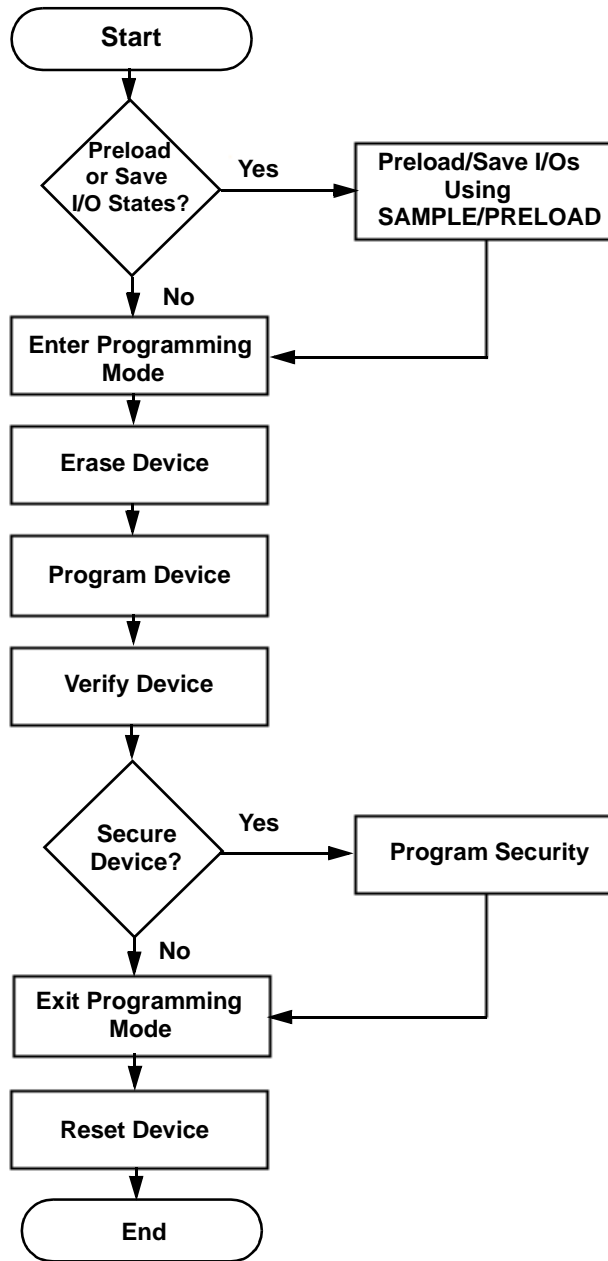 Start
Preload
or Save
I/O States?
Yes
Preload/Save I/Os
Using
SAMPLE/PRELOAD
No
Enter Programming
Mode
Erase Device
Program Device
Verify Device
Secure
Device?
Yes
Program Security
No
Exit Programming
Mode
Reset Device
End